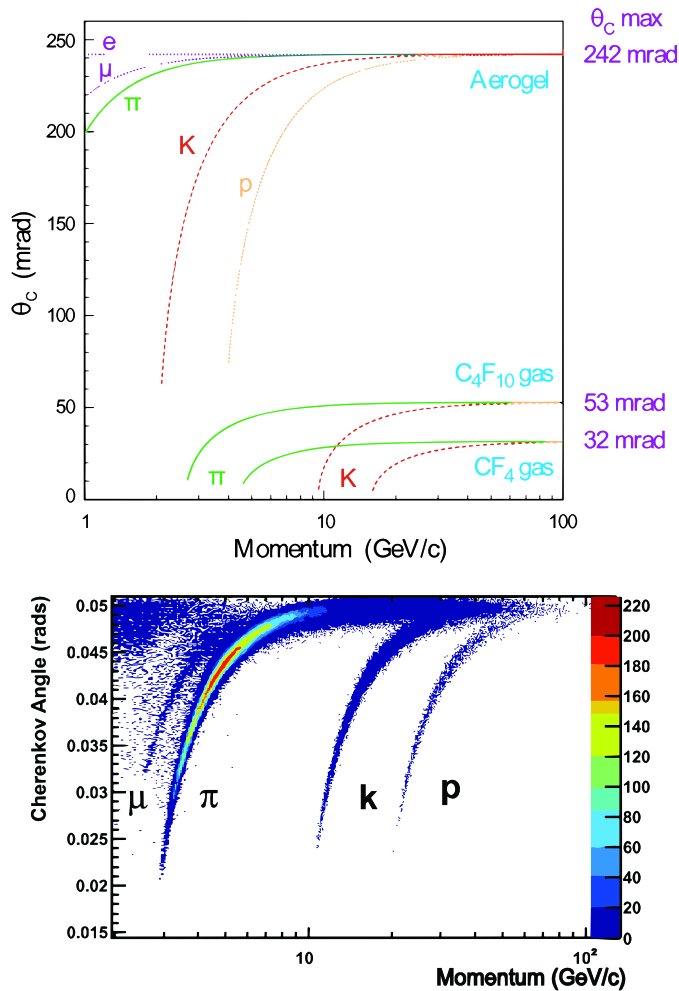 θC max
250
e
242 mrad
μ
Aerogel
π
200
K
p
150
θC (mrad)
100
C4F10 gas
50
53 mrad
32 mrad
π
K
CF4 gas
0
1
10
100
Momentum (GeV/c)
0.05
220
200
0.045
180
0.04
160
140
0.035
120
μ
π
k
p
0.03
100
80
0.025
60
0.02
40
20
0.015
0
Cherenkov Angle (rads)
10
10²
Momentum (GeV/c)